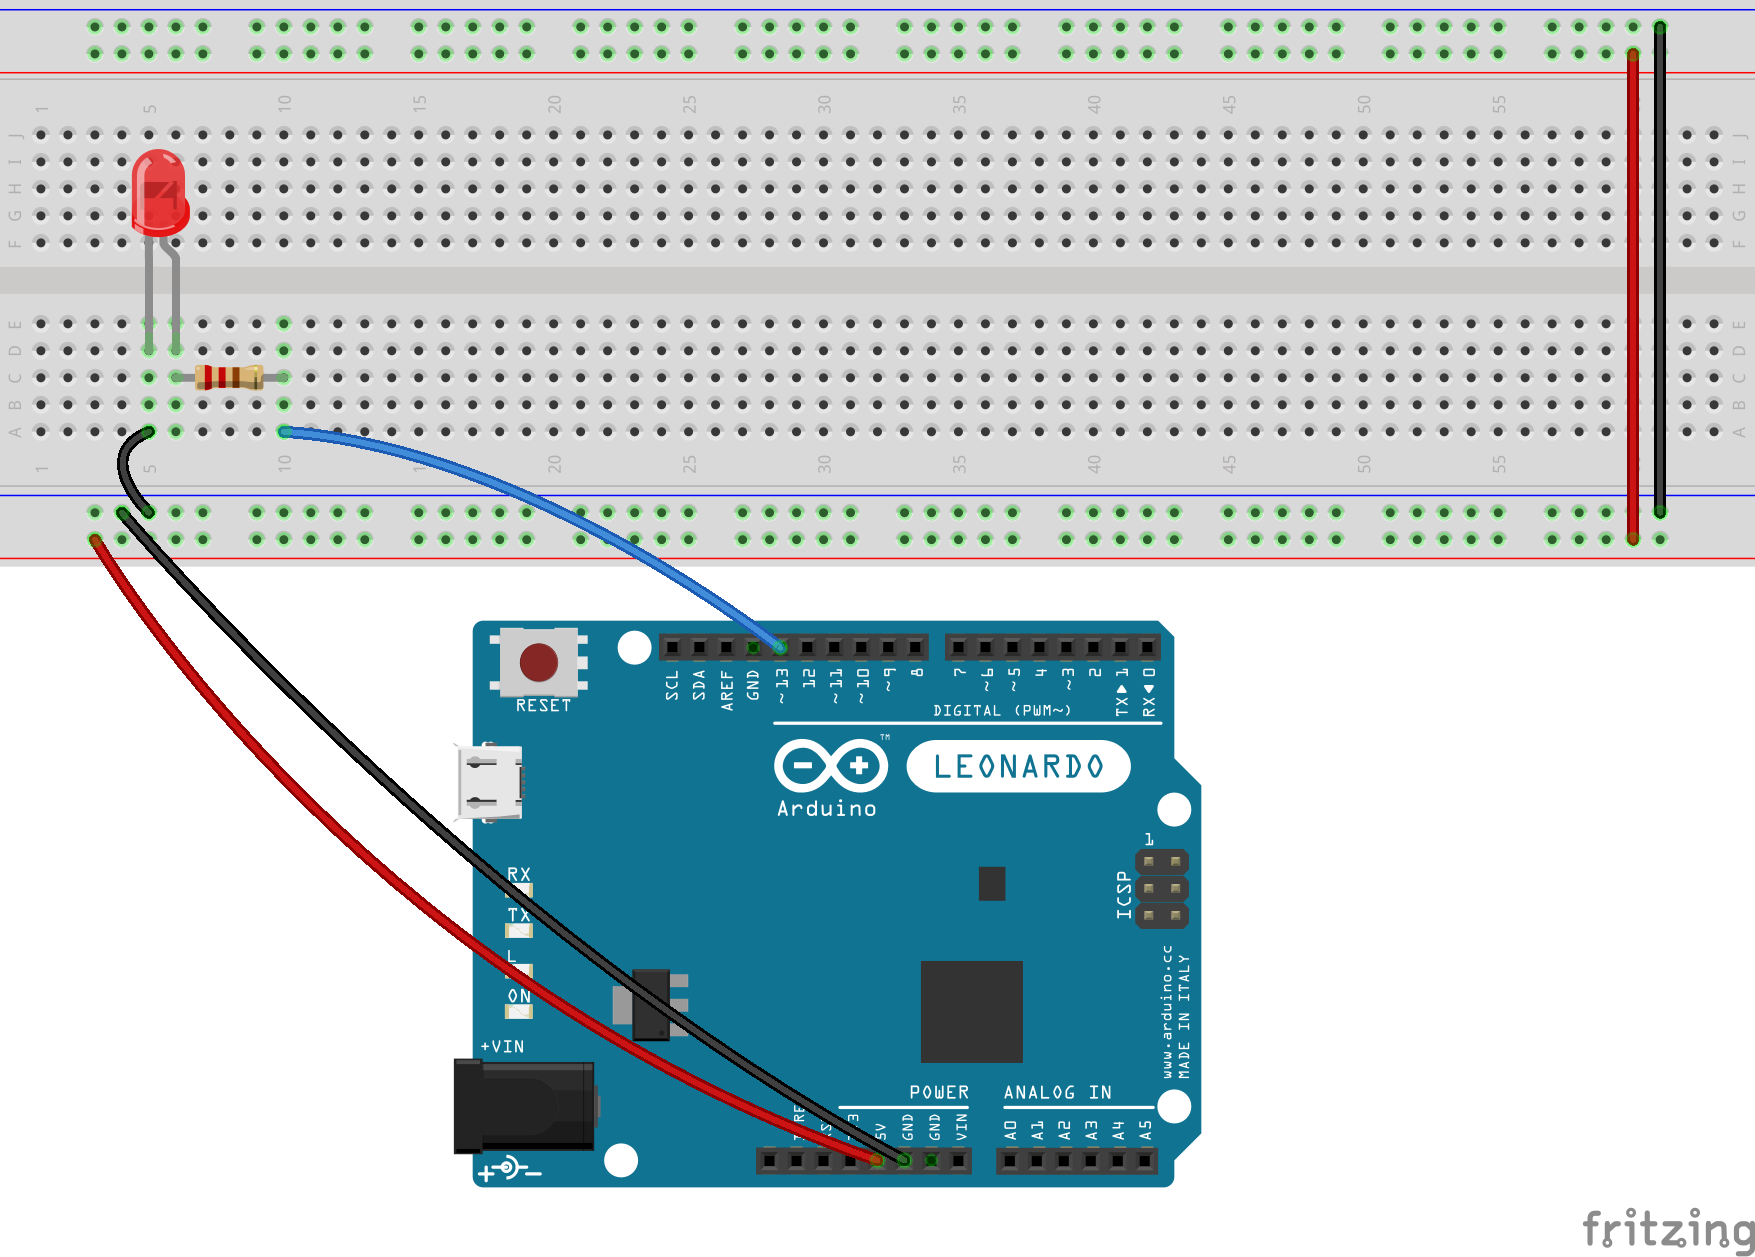 1 5 10 15 20 25 30 35 40 45 50 55
J J
I I
H H
G G
F F
E E
D D
C C
B B
A A
1 5 10 20 25 30 35 40 45 50 55
RESET
SCL SDA AREF GND ~13 12 ~11 ~10 ~9 8 7 ~6 ~5 4 ~3 2 TX▶1 RX◀0
DIGITAL (PWM~)
TM
LEONARDO
Arduino
1
ICSP
RX
TX
L
ON
+VIN
www.arduino.cc
MADE IN ITALY
POWER
ANALOG IN
5V GND GND VIN A0 A1 A2 A3 A4 A5
fritzing